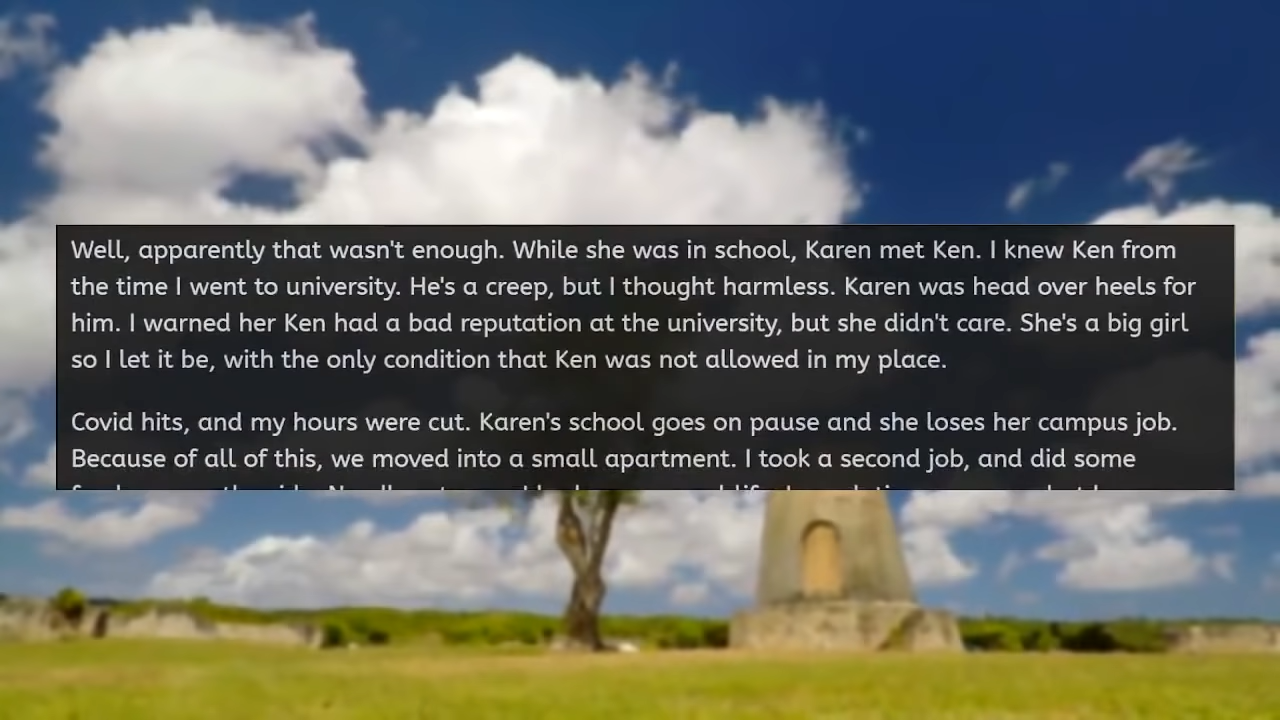 Well, apparently that wasn't enough. While she was in school, Karen met Ken. I knew Ken from
the time I went to university. He's a creep, but I thought harmless. Karen was head over heels for
him. I warned her Ken had a bad reputation at the university, but she didn't care. She's a big girl
so I let it be, with the only condition that Ken was not allowed in my place.
Covid hits, and my hours were cut. Karen's school goes on pause and she loses her campus job.
Because of all of this, we moved into a small apartment. I took a second job, and did some